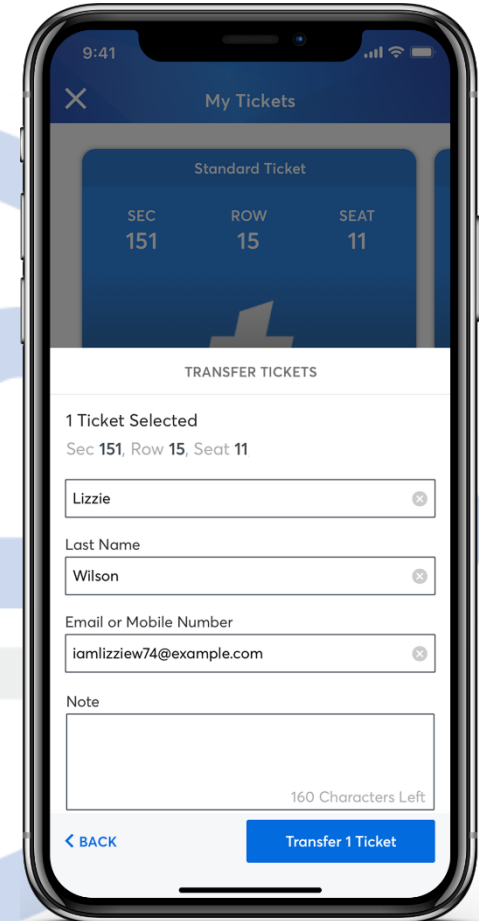 9:41
My Tickets
Standard Ticket
SEC ROW SEAT
151 15 11
TRANSFER TICKETS
1 Ticket Selected
Sec 151, Row 15, Seat 11
Lizzie
Last Name
Wilson
Email or Mobile Number
iamlizziew74@example.com
Note
160 Characters Left
BACK Transfer 1 Ticket